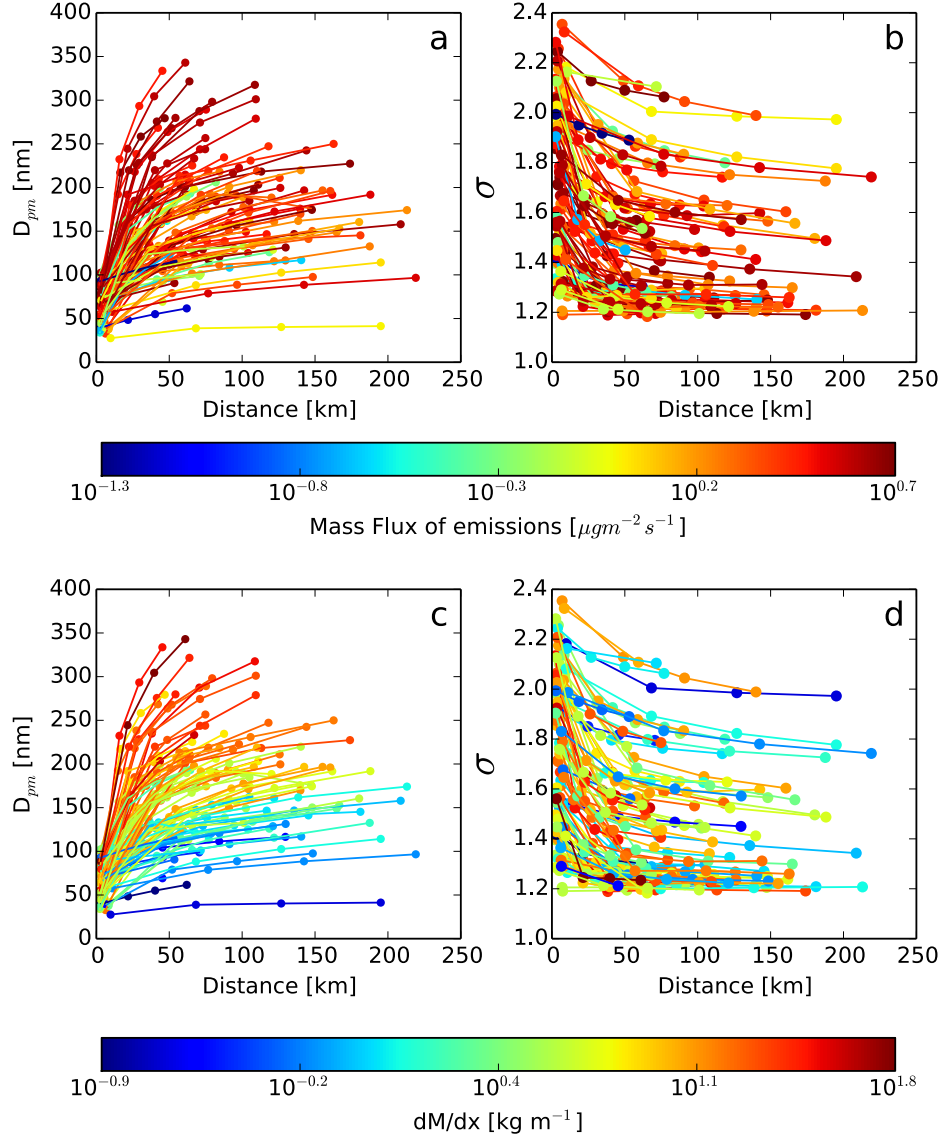 a
400
350
300
250
200
150
100
50
0
D_{pm} [nm]
0 50 100 150 200 250
Distance [km]
b
2.4
2.2
2.0
1.8
1.6
1.4
1.2
1.0
σ
0 50 100 150 200 250
Distance [km]
10^{-1.3} 10^{-0.8} 10^{-0.3} 10^{0.2} 10^{0.7}
Mass Flux of emissions [μgm^{-2}s^{-1}]
c
400
350
300
250
200
150
100
50
0
D_{pm} [nm]
0 50 100 150 200 250
Distance [km]
d
2.4
2.2
2.0
1.8
1.6
1.4
1.2
1.0
σ
0 50 100 150 200 250
Distance [km]
10^{-0.9} 10^{-0.2} 10^{0.4} 10^{1.1} 10^{1.8}
dM/dx [kg m^{-1}]